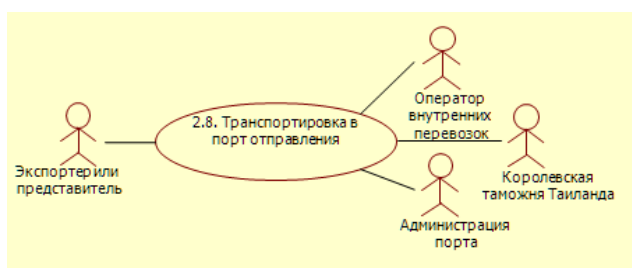 2.8. Транспортировка в
порт отправления
Экспортер или
представитель
Оператор
внутренних
перевозок
Королевская
таможня Таиланда
Администрация
порта